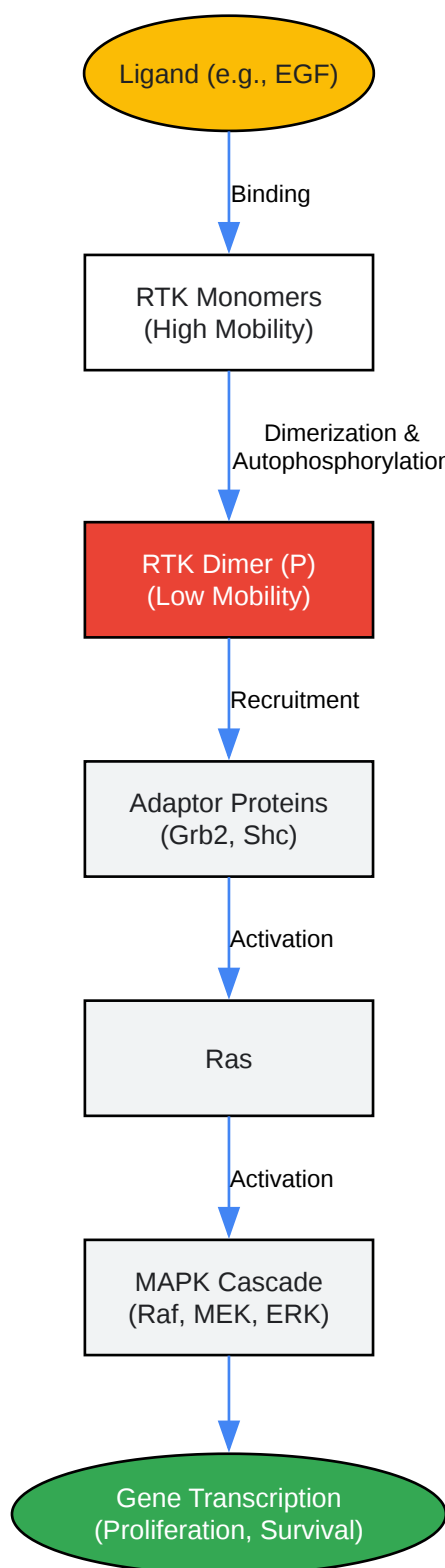 Ligand (e.g., EGF)
Binding
RTK Monomers
(High Mobility)
Dimerization &
Autophosphorylation
RTK Dimer (P)
(Low Mobility)
Recruitment
Adaptor Proteins
(Grb2, Shc)
Activation
Ras
Activation
MAPK Cascade
(Raf, MEK, ERK)
Gene Transcription
(Proliferation, Survival)